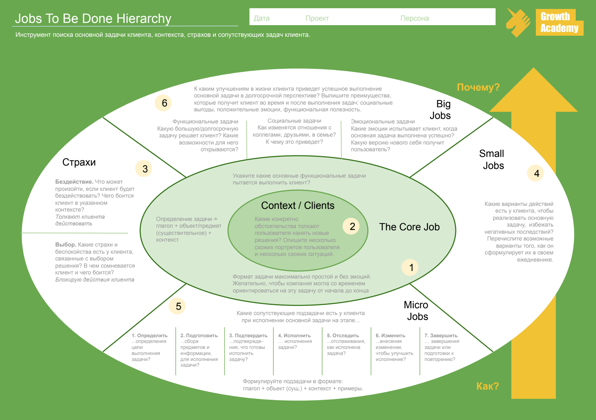 Jobs To Be Done Hierarchy
Дата
Проект
Персона
Growth
Academy
Инструмент поиска основной задачи клиента, контекста, страхов и сопутствующих задач клиента.
Почему?
6
К каким улучшениям в жизни клиента приведет успешное выполнение
основной задачи в долгосрочной перспективе? Выпишите преимущества,
которые получит клиент во время и после выполнения задач, социальные
выгоды, положительные эмоции, функциональная полезность.
Big
Jobs
Функциональные задачи
Какую большую/долгосрочную
задачу решает клиент? Какие
возможности для него
открываются?
Социальные задачи
Как изменятся отношения с
коллегами, друзьями, в семье?
К чему это приведет?
Эмоциональные задачи
Какие эмоции испытывает клиент, когда
основная задача выполнена успешно?
Какую версию нового себя получит
пользователь?
Страхи
3
Бездействие. Что может
произойти, если клиент будет
бездействовать? Чего боится
клиент в указанном
контексте?
Толкают клиента
действовать
Выбор. Какие страхи и
беспокойства есть у клиента,
связанные с выбором
решения? В чем сомневается
клиент и чего боится?
Блокирую действия клиента
Small
Jobs
4
Какие варианты действий
есть у клиента, чтобы
реализовать основную
задачу, избежать
негативных последствий?
Перечислите возможные
варианты того, как он
сформулирует их в своем
ежедневнике.
Укажите какие основные функциональные задачи
пытается выполнить клиент?
Определение задачи =
глагол + объект/предмет
(существительное) +
контекст
Context / Clients
2
Какие конкретно
обстоятельства толкают
пользователя нанять новые
решения? Опишите несколько
схожих портретов пользователя
и несколько схожих ситуаций.
The Core Job
1
Формат задачи максимально простой и без эмоций.
Желательно, чтобы компания могла со временем
ориентироваться на эту задачу от начала до конца
5
Micro
Jobs
Какие сопутствующие подзадачи есть у клиента
при исполнении основной задачи на этапе...
1. Определить
...определения
цели
выполнения
задачи?
2. Подготовить
...сбора
предметов и
информации,
для исполнения
задачи?
3. Подтвердить
...подтвержде-
ния, что готовы
исполнить
задачу?
4. Исполнить
... исполнения
задачи?
5. Отследить
...отслеживания,
как исполнена
задача?
6. Изменить
...внесения
изменений,
чтобы улучшить
исполнение?
7. Завершить
... завершения
задачи или
подготовки к
повторению?
Формулируйте подзадачи в формате:
глагол + объект (сущ.) + контекст + примеры.
Как?